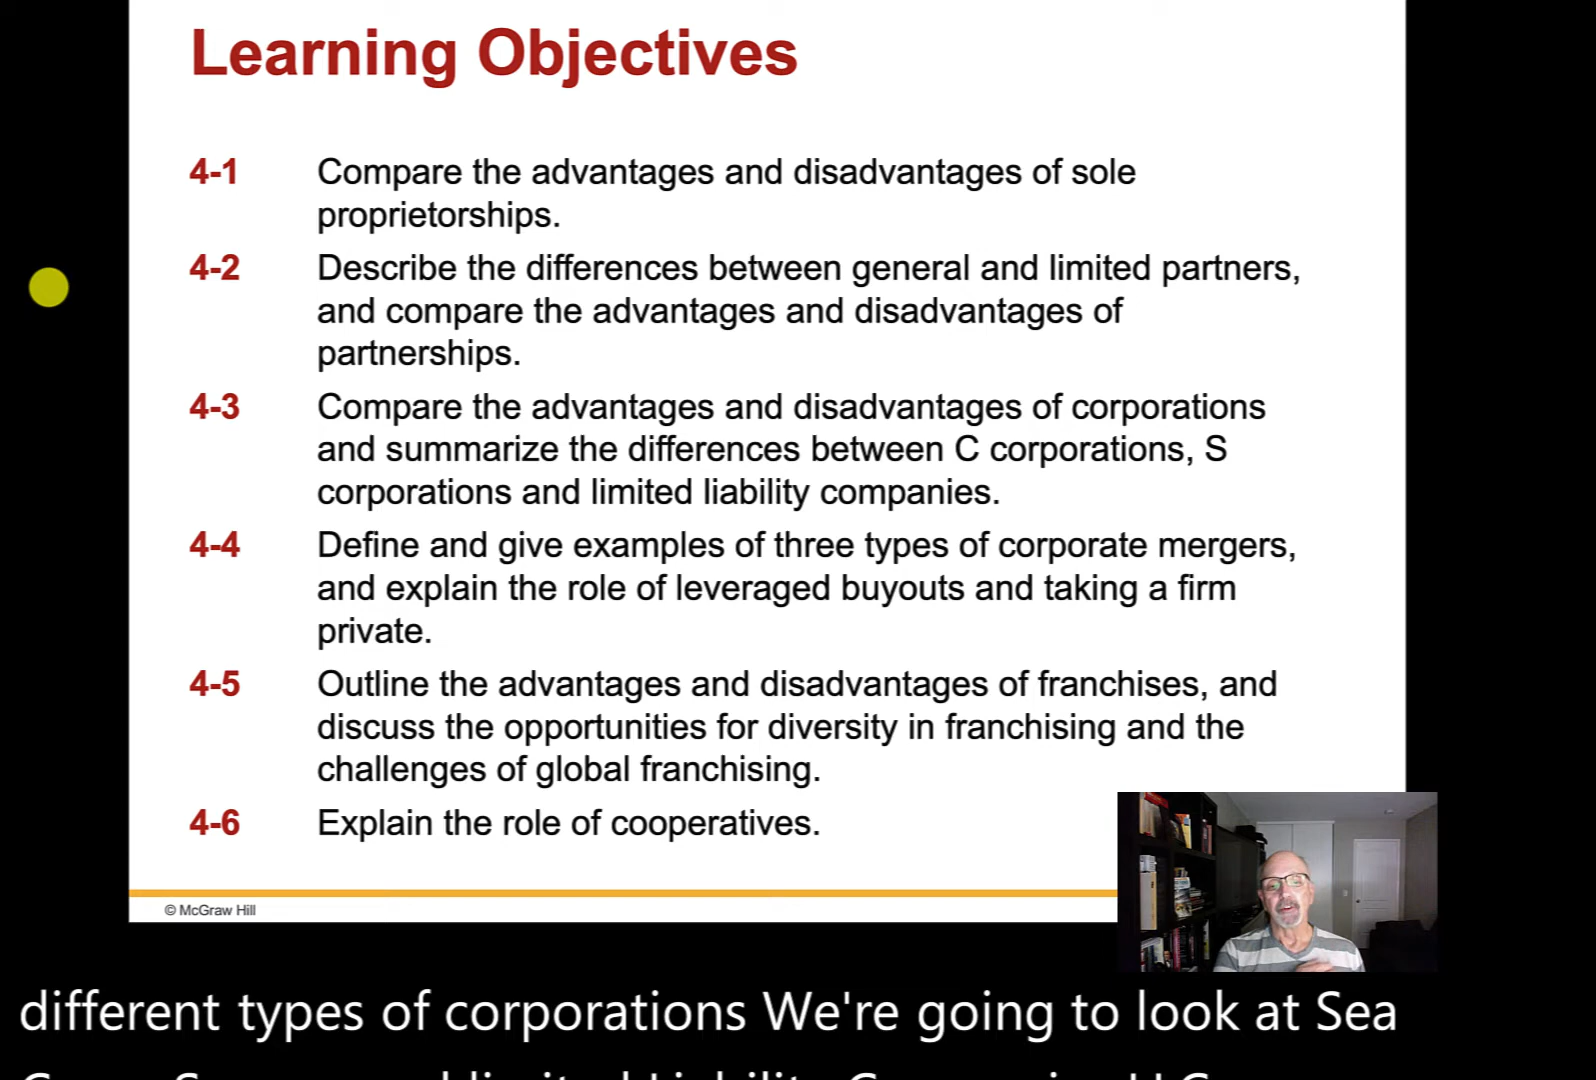 Learning Objectives
4-1 Compare the advantages and disadvantages of sole
proprietorships.
4-2 Describe the differences between general and limited partners,
and compare the advantages and disadvantages of
partnerships.
4-3 Compare the advantages and disadvantages of corporations
and summarize the differences between C corporations, S
corporations and limited liability companies.
4-4 Define and give examples of three types of corporate mergers,
and explain the role of leveraged buyouts and taking a firm
private.
4-5 Outline the advantages and disadvantages of franchises, and
discuss the opportunities for diversity in franchising and the
challenges of global franchising.
4-6 Explain the role of cooperatives.
© McGraw Hill
different types of corporations We're going to look at Sea